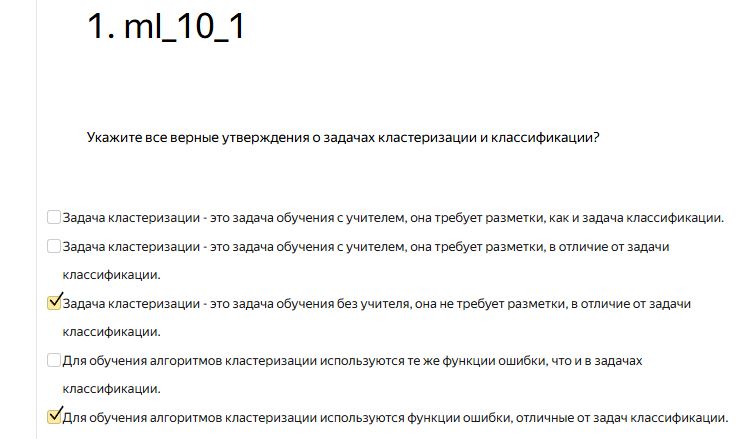 1. ml_10_1
Укажите все верные утверждения о задачах кластеризации и классификации?
Задача кластеризации - это задача обучения с учителем, она требует разметки, как и задача классификации.
Задача кластеризации - это задача обучения с учителем, она требует разметки, в отличие от задачи
классификации.
Задача кластеризации - это задача обучения без учителя, она не требует разметки, в отличие от задачи
классификации.
Для обучения алгоритмов кластеризации используются те же функции ошибки, что и в задачах
классификации.
Для обучения алгоритмов кластеризации используются функции ошибки, отличные от задач классификации.